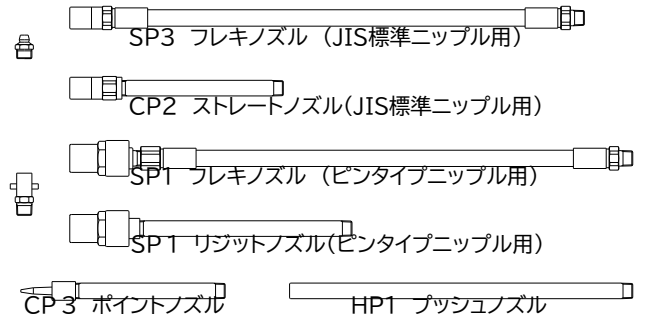 SP3 フレキノズル (JIS標準ニップル用)
CP2 ストレートノズル(JIS標準ニップル用)
SP1 フレキノズル (ピンタイプニップル用)
SP1 リジットノズル(ピンタイプニップル用)
CP3 ポイントノズル HP1 プッシュノズル